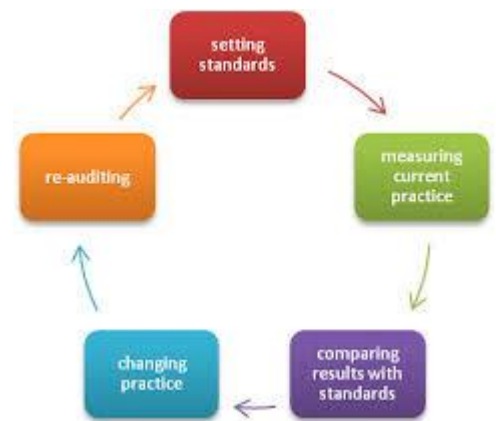 setting
standards
measuring
current
practice
comparing
results with
standards
changing
practice
re-auditing